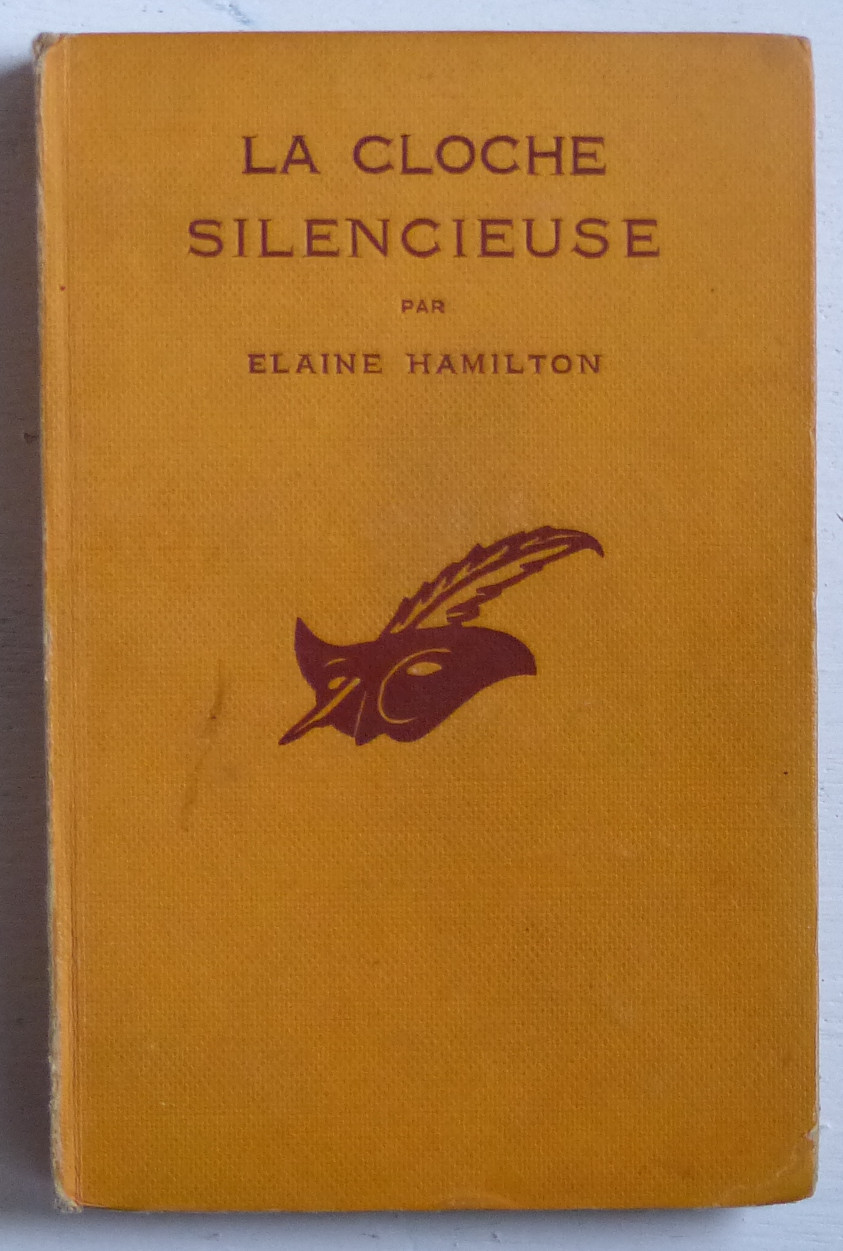 LA CLOCHE
SILENCIEUSE
PAR
ELAINE HAMILTON